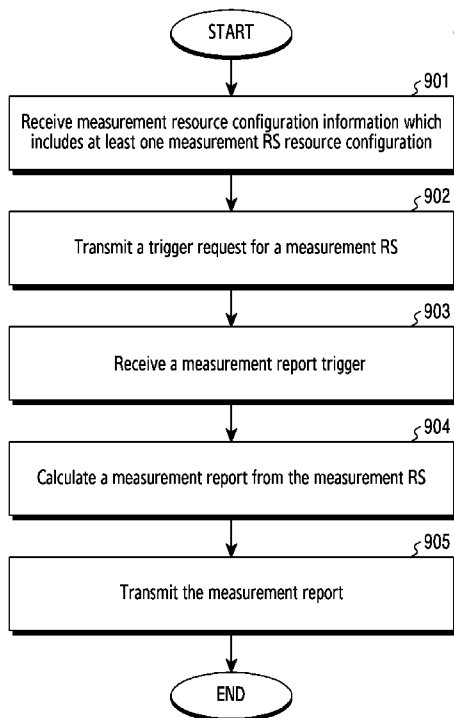 START
901
Receive measurement resource configuration information which
includes at least one measurement RS resource configuration
902
Transmit a trigger request for a measurement RS
903
Receive a measurement report trigger
904
Calculate a measurement report from the measurement RS
905
Transmit the measurement report
END